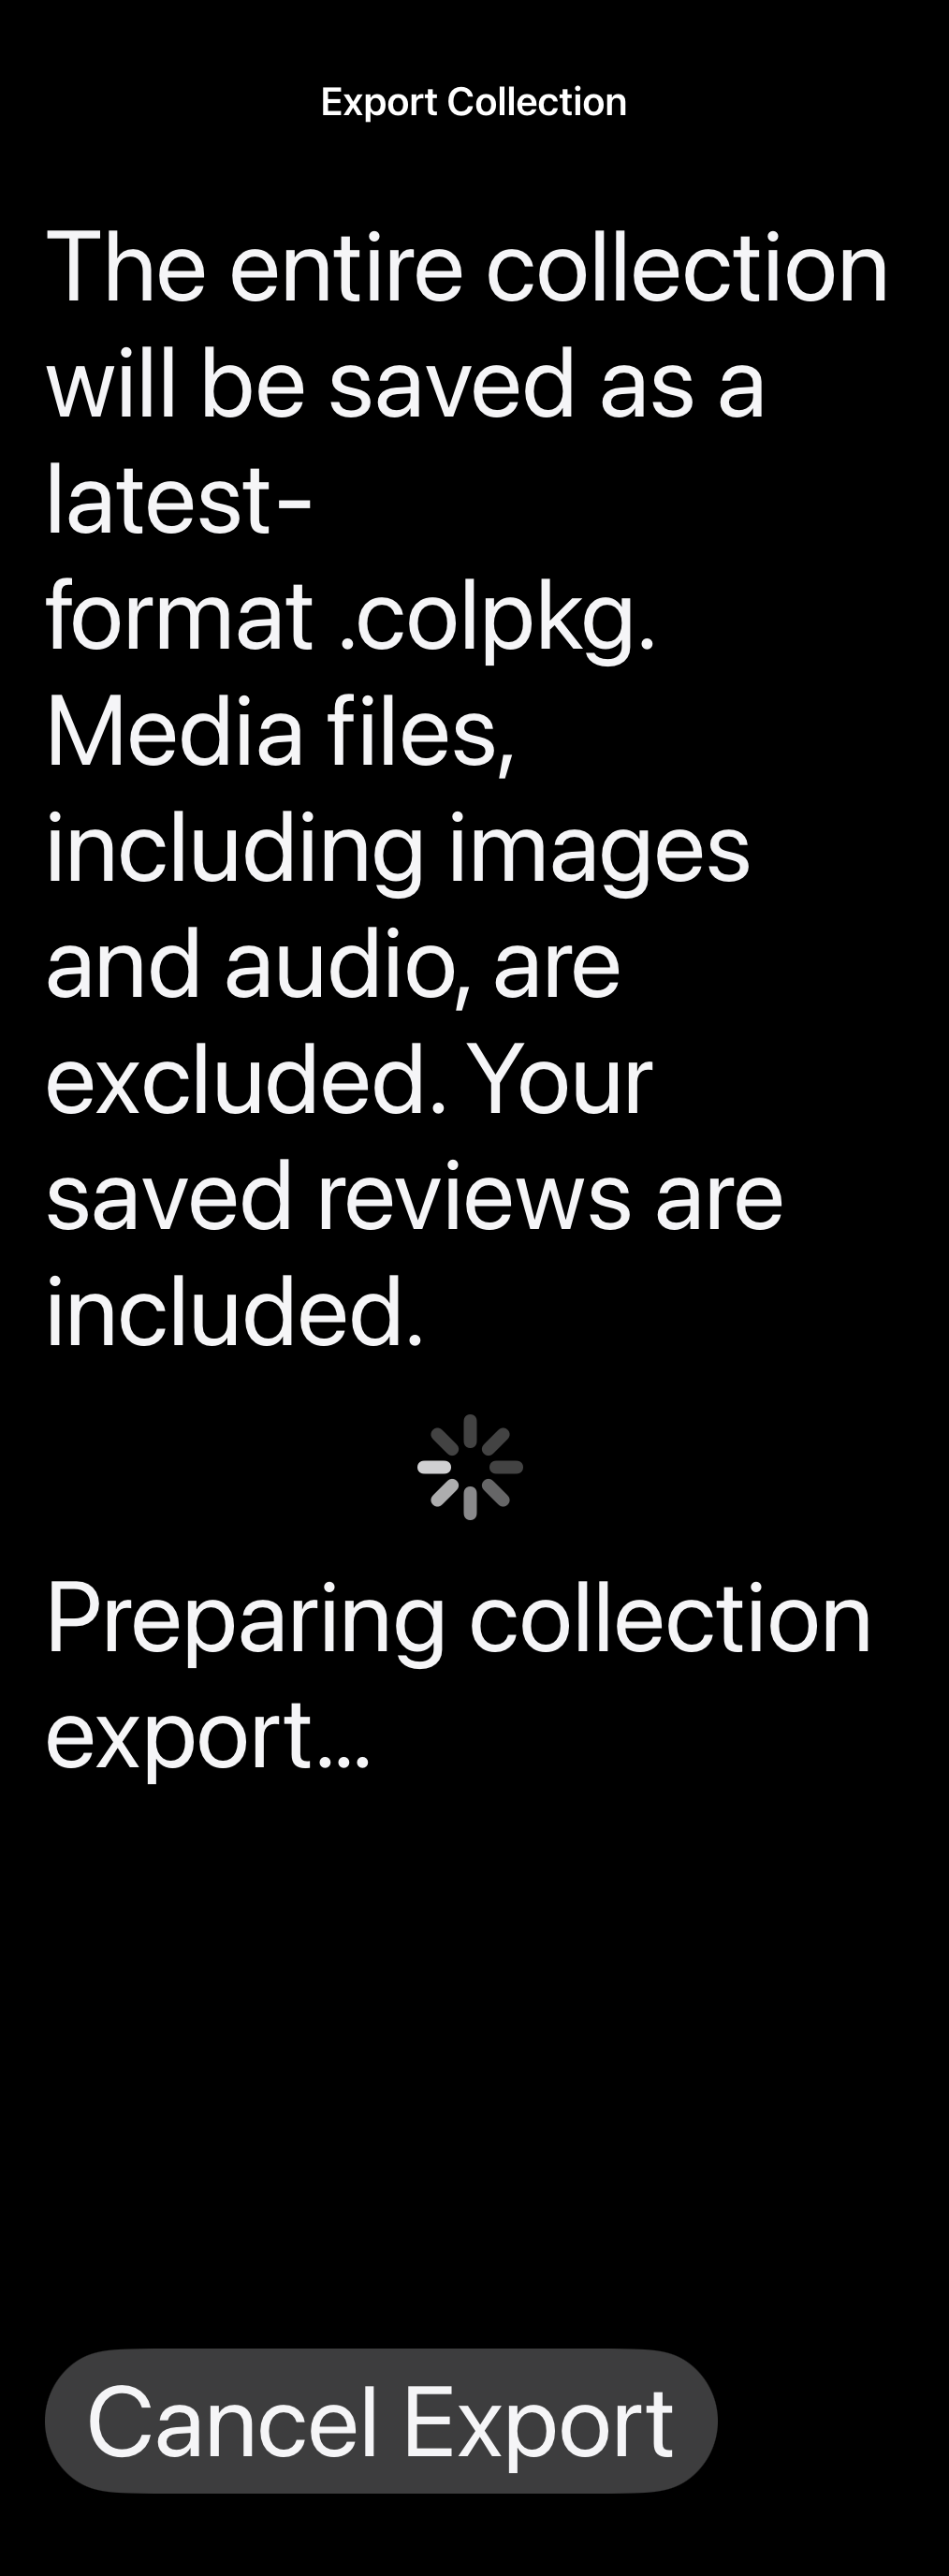 Export Collection
The entire collection
will be saved as a
latest-
format .colpkg.
Media files,
including images
and audio, are
excluded. Your
saved reviews are
included.
Preparing collection
export…
Cancel Export